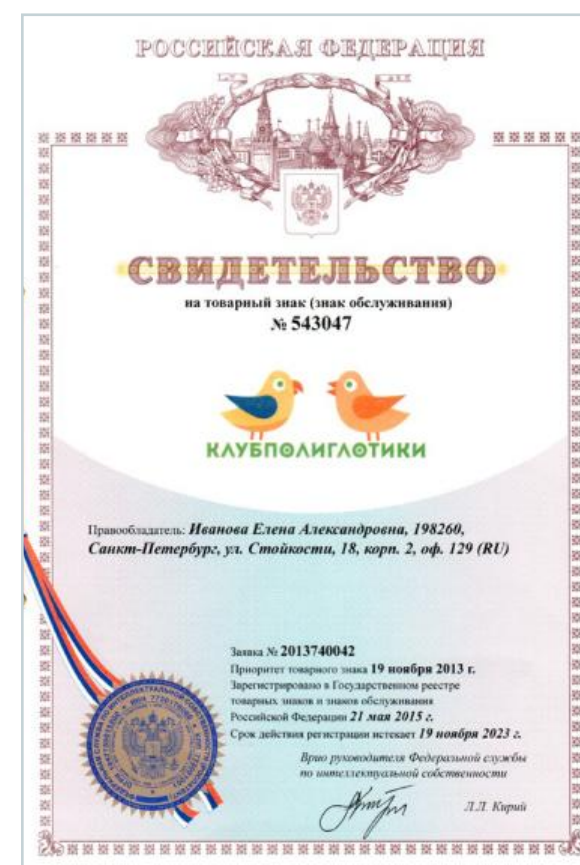 РОССИЙСКАЯ ФЕДЕРАЦИЯ
СВИДЕТЕЛЬСТВО
на товарный знак (знак обслуживания)
№ 543047
КЛУБПОЛИГЛОТИКИ
Правообладатель: Иванова Елена Александровна, 198260,
Санкт-Петербург, ул. Стойкости, 18, корп. 2, оф. 129 (RU)
Заявка № 2013740042
Приоритет товарного знака 19 ноября 2013 г.
Зарегистрировано в Государственном реестре
товарных знаков и знаков обслуживания
Российской Федерации 21 мая 2015 г.
Срок действия регистрации истекает 19 ноября 2023 г.
Врио руководителя Федеральной службы
по интеллектуальной собственности
Л.Л. Кирий